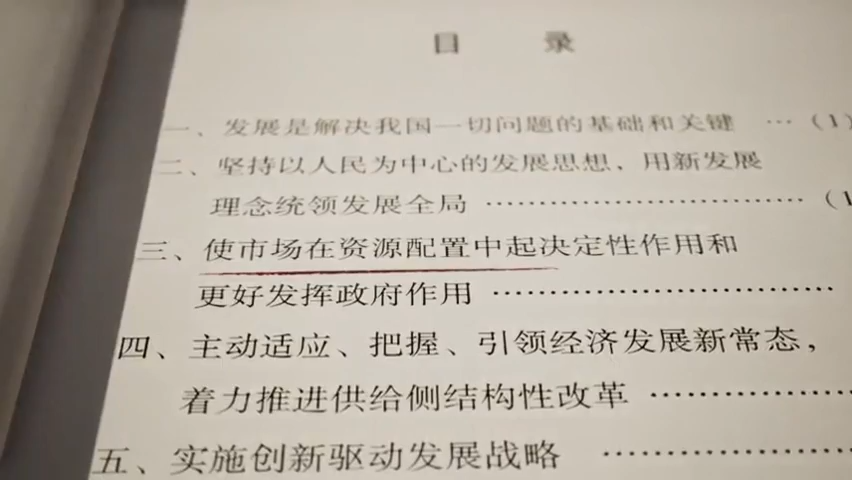 目 录
一、发展是解决我国一切问题的基础和关键 …(1)
二、坚持以人民为中心的发展思想，用新发展
理念统领发展全局 ……………………………(1
三、使市场在资源配置中起决定性作用和
更好发挥政府作用 ……………………………
四、主动适应、把握、引领经济发展新常态，
着力推进供给侧结构性改革 ………………
五、实施创新驱动发展战略 …………………